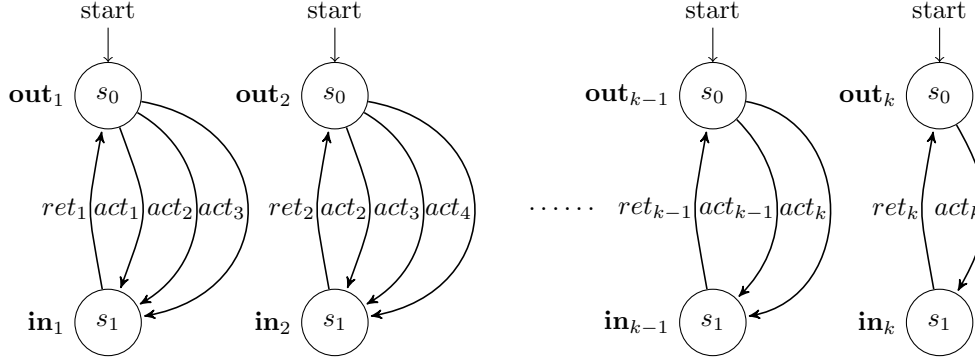 start start start start
out₁ s₀ out₂ s₀ outₖ₋₁ s₀ outₖ s₀
ret₁ act₁ act₂ act₃ ret₂ act₂ act₃ act₄ ...... retₖ₋₁ actₖ₋₁ actₖ retₖ
in₁ s₁ in₂ s₁ inₖ₋₁ s₁ inₖ s₁